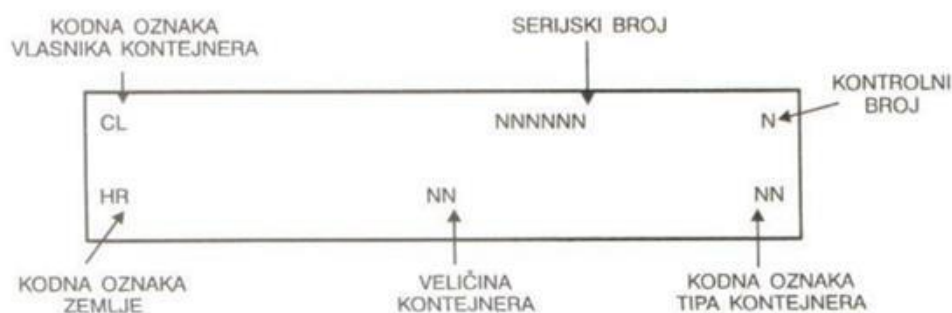 KODNA OZNAKA
VLASNIKA KONTEJNERA
SERIJSKI BROJ
KONTROLNI
BROJ
CL
NNNNNN
N
HR
NN
NN
KODNA OZNAKA
ZEMLJE
VELIČINA
KONTEJNERA
KODNA OZNAKA
TIPA KONTEJNERA